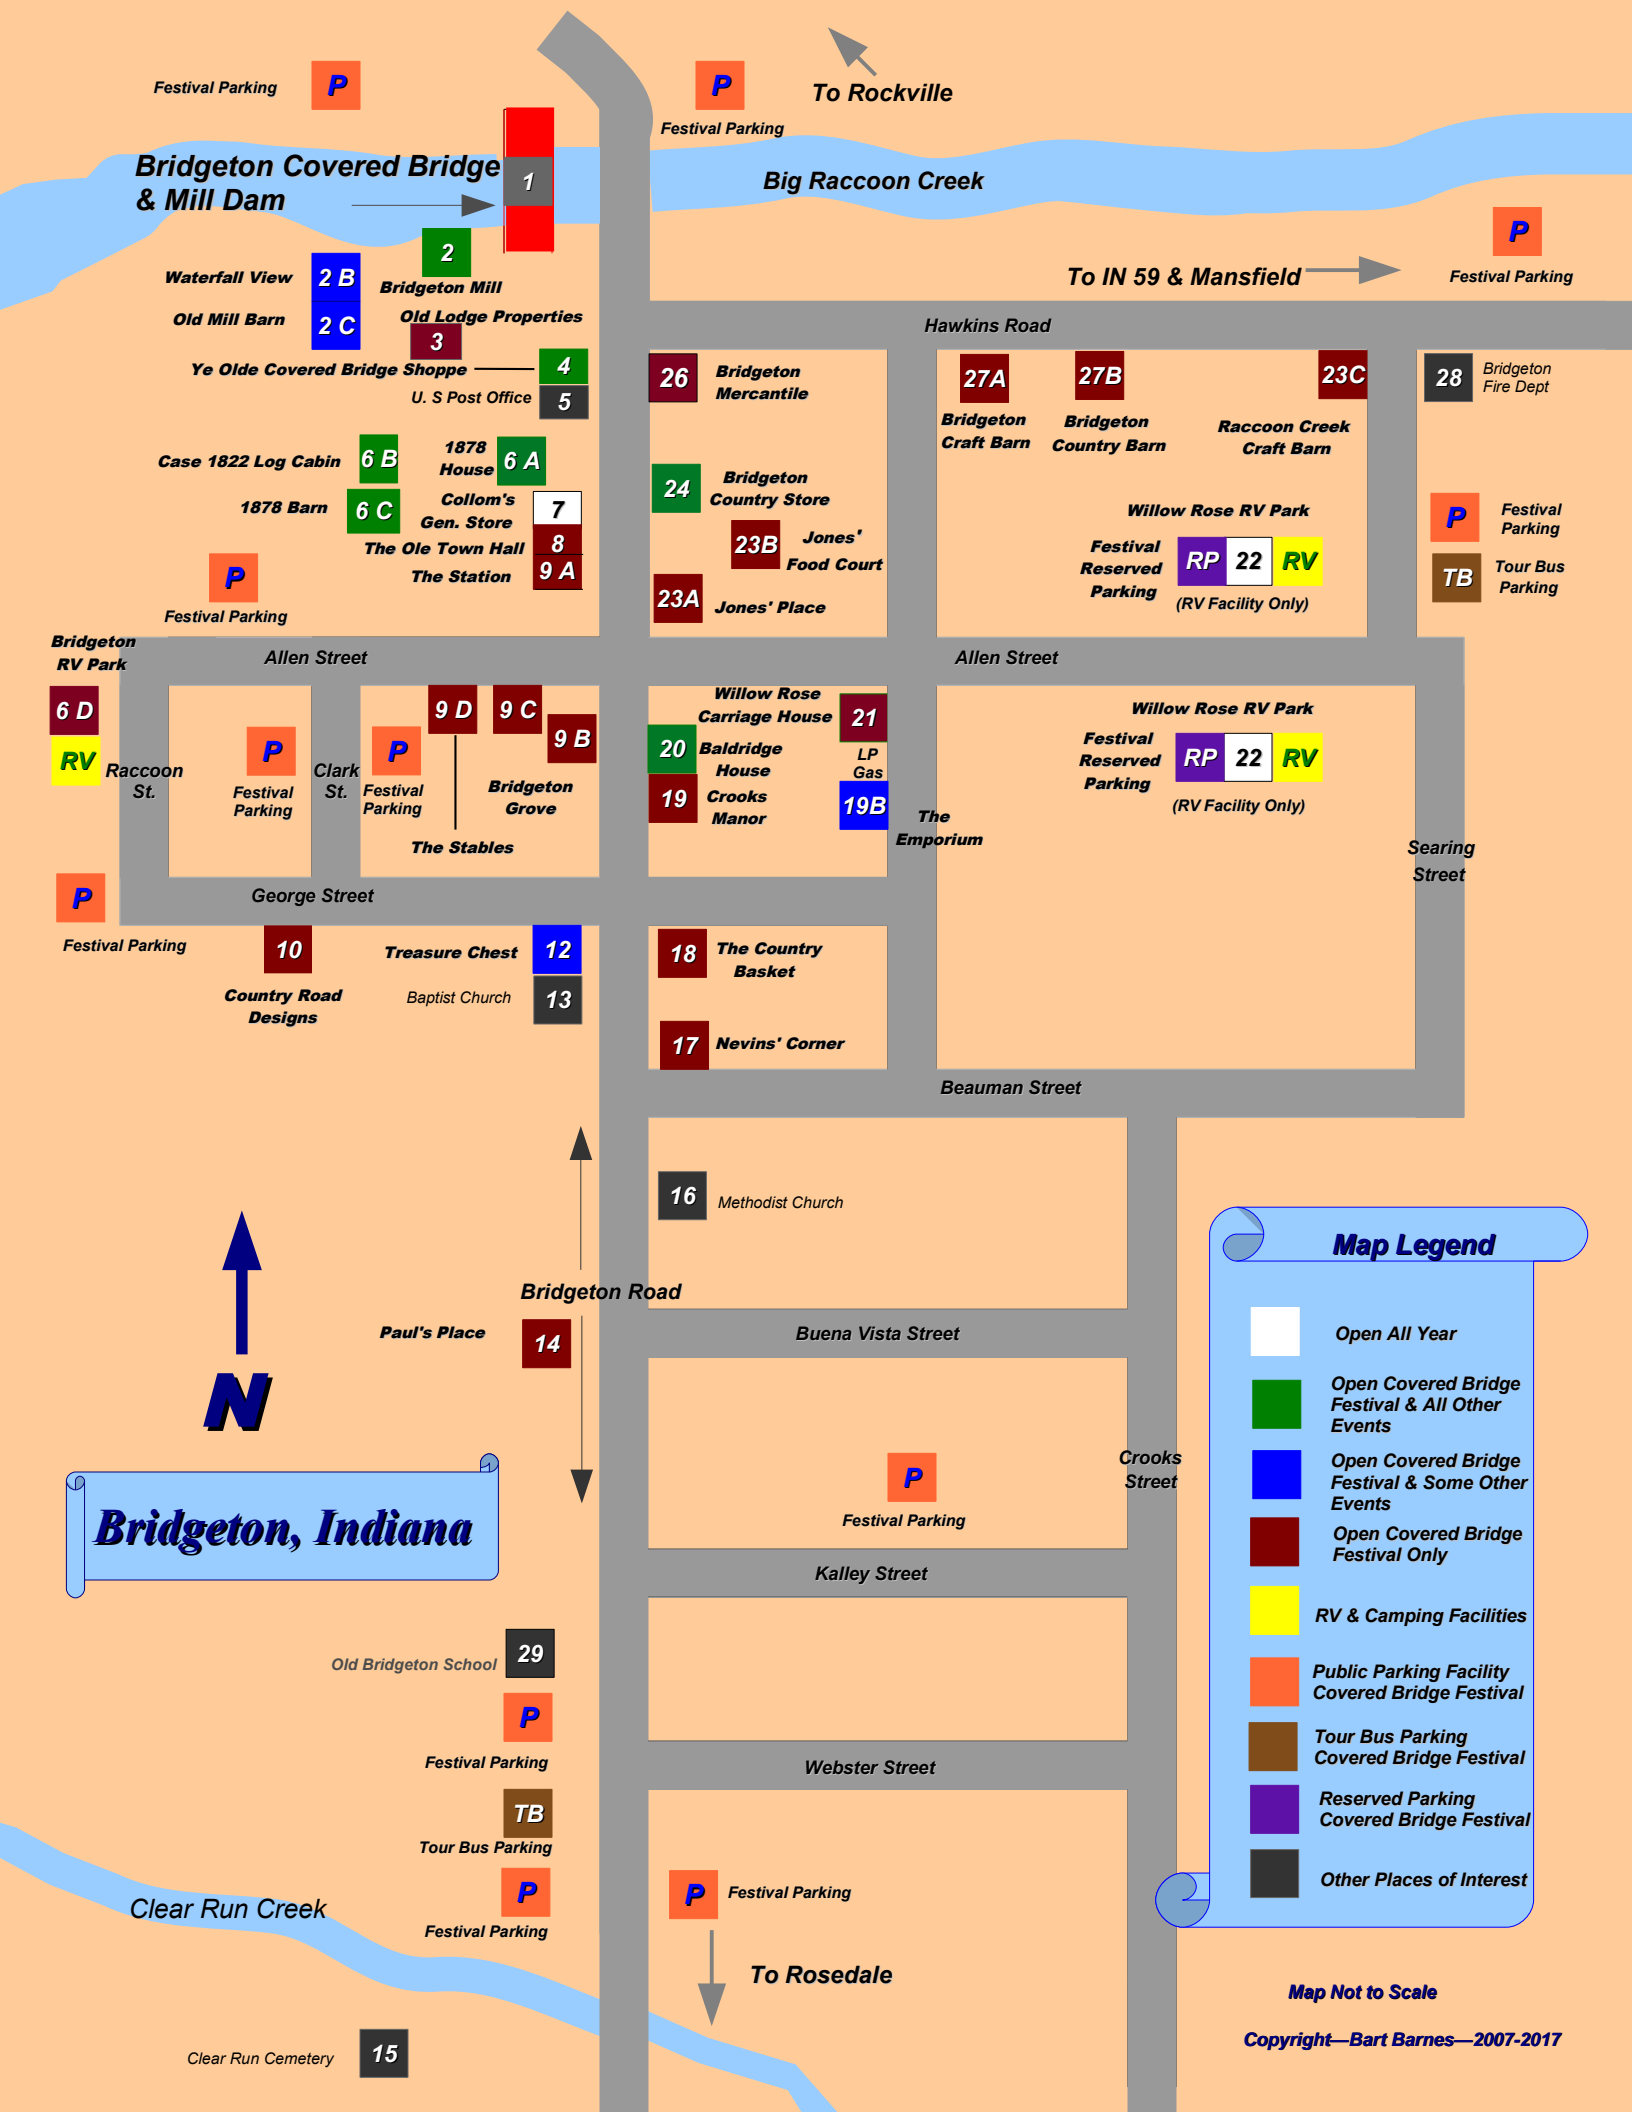 Festival Parking
P
P
Festival Parking
To Rockville
Bridgeton Covered Bridge
& Mill Dam
1
Big Raccoon Creek
P
Festival Parking
To IN 59 & Mansfield
2
Bridgeton Mill
Waterfall View
2 B
Old Mill Barn
2 C
Old Lodge Properties
3
Hawkins Road
Ye Olde Covered Bridge Shoppe
4
U. S Post Office
5
26
Bridgeton
Mercantile
27A
Bridgeton
Craft Barn
27B
Bridgeton
Country Barn
23C
Raccoon Creek
Craft Barn
28
Bridgeton
Fire Dept
Case 1822 Log Cabin
6 B
1878
House
6 A
1878 Barn
6 C
Collom's
Gen. Store
7
The Ole Town Hall
8
The Station
9 A
24
Bridgeton
Country Store
23B
Jones'
Food Court
23A
Jones' Place
Willow Rose RV Park
Festival
Reserved
Parking
RP
22
RV
(RV Facility Only)
P
Festival
Parking
TB
Tour Bus
Parking
P
Festival Parking
Bridgeton
RV Park
Allen Street
Allen Street
6 D
RV
Raccoon
St.
P
Festival
Parking
Clark
St.
P
Festival
Parking
9 D
9 C
9 B
Bridgeton
Grove
The Stables
Willow Rose
Carriage House
21
20
Baldridge
House
LP
Gas
19
Crooks
Manor
19B
The
Emporium
Willow Rose RV Park
Festival
Reserved
Parking
RP
22
RV
(RV Facility Only)
Searing
Street
P
Festival Parking
George Street
10
Country Road
Designs
Treasure Chest
12
Baptist Church
13
18
The Country
Basket
17
Nevins' Corner
Beauman Street
16
Methodist Church
Bridgeton Road
Paul's Place
14
Buena Vista Street
N
Bridgeton, Indiana
P
Festival Parking
Crooks
Street
Kalley Street
Old Bridgeton School
29
P
Festival Parking
Webster Street
TB
Tour Bus Parking
P
Festival Parking
Clear Run Creek
P
Festival Parking
To Rosedale
Clear Run Cemetery
15
Map Legend
Open All Year
Open Covered Bridge
Festival & All Other
Events
Open Covered Bridge
Festival & Some Other
Events
Open Covered Bridge
Festival Only
RV & Camping Facilities
Public Parking Facility
Covered Bridge Festival
Tour Bus Parking
Covered Bridge Festival
Reserved Parking
Covered Bridge Festival
Other Places of Interest
Map Not to Scale
Copyright—Bart Barnes—2007-2017